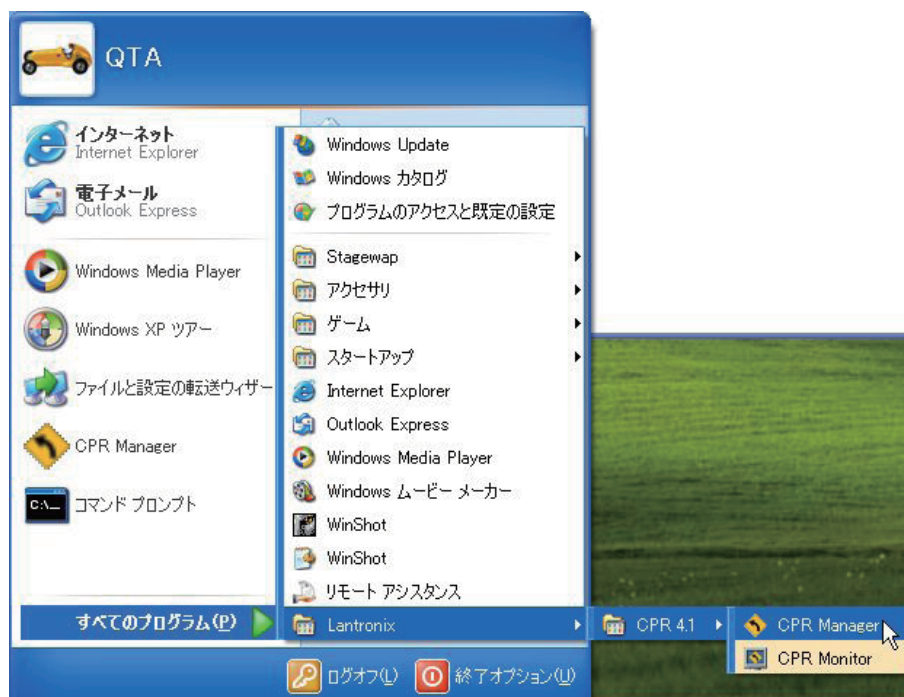 QTA
インターネット
Internet Explorer
電子メール
Outlook Express
Windows Media Player
Windows XP ツアー
ファイルと設定の転送ウィザー
CPR Manager
C:\_
コマンド プロンプト
すべてのプログラム(P)
Windows Update
Windows カタログ
プログラムのアクセスと既定の設定
Stagewap
アクセサリ
ゲーム
スタートアップ
Internet Explorer
Outlook Express
Windows Media Player
Windows ムービー メーカー
WinShot
WinShot
リモート アシスタンス
Lantronix
CPR 4.1
CPR Manager
CPR Monitor
ログオフ(L)
終了オプション(U)